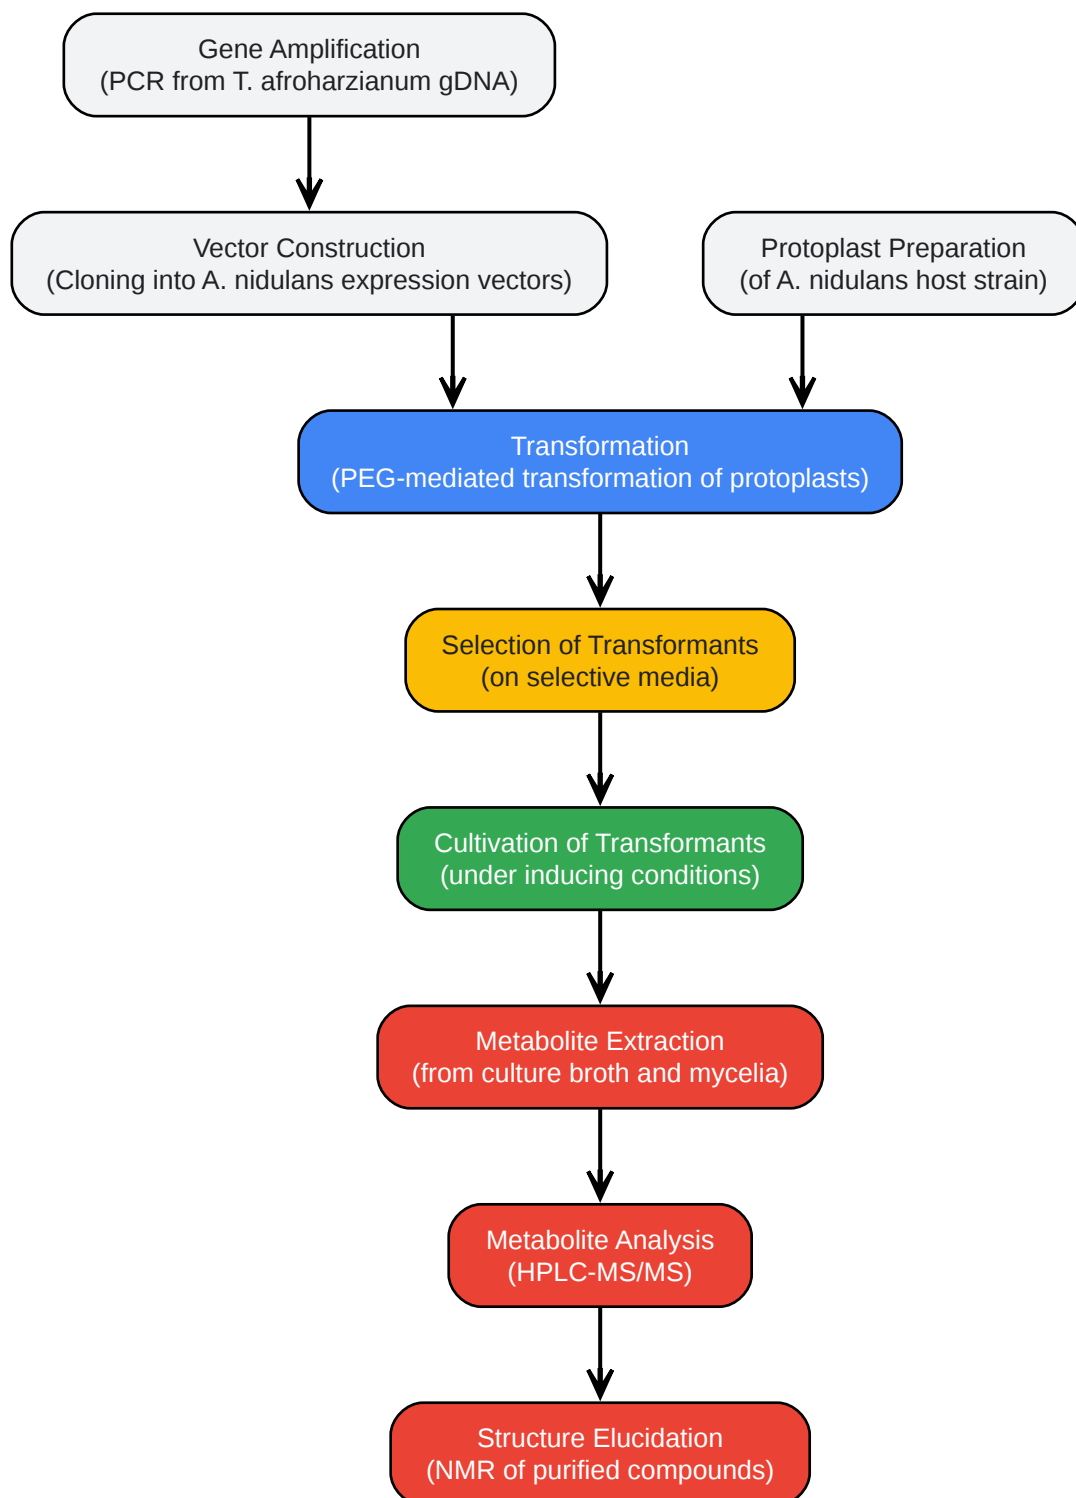 Gene Amplification
(PCR from T. afroharzianum gDNA)
Vector Construction
(Cloning into A. nidulans expression vectors)
Protoplast Preparation
(of A. nidulans host strain)
Transformation
(PEG-mediated transformation of protoplasts)
Selection of Transformants
(on selective media)
Cultivation of Transformants
(under inducing conditions)
Metabolite Extraction
(from culture broth and mycelia)
Metabolite Analysis
(HPLC-MS/MS)
Structure Elucidation
(NMR of purified compounds)